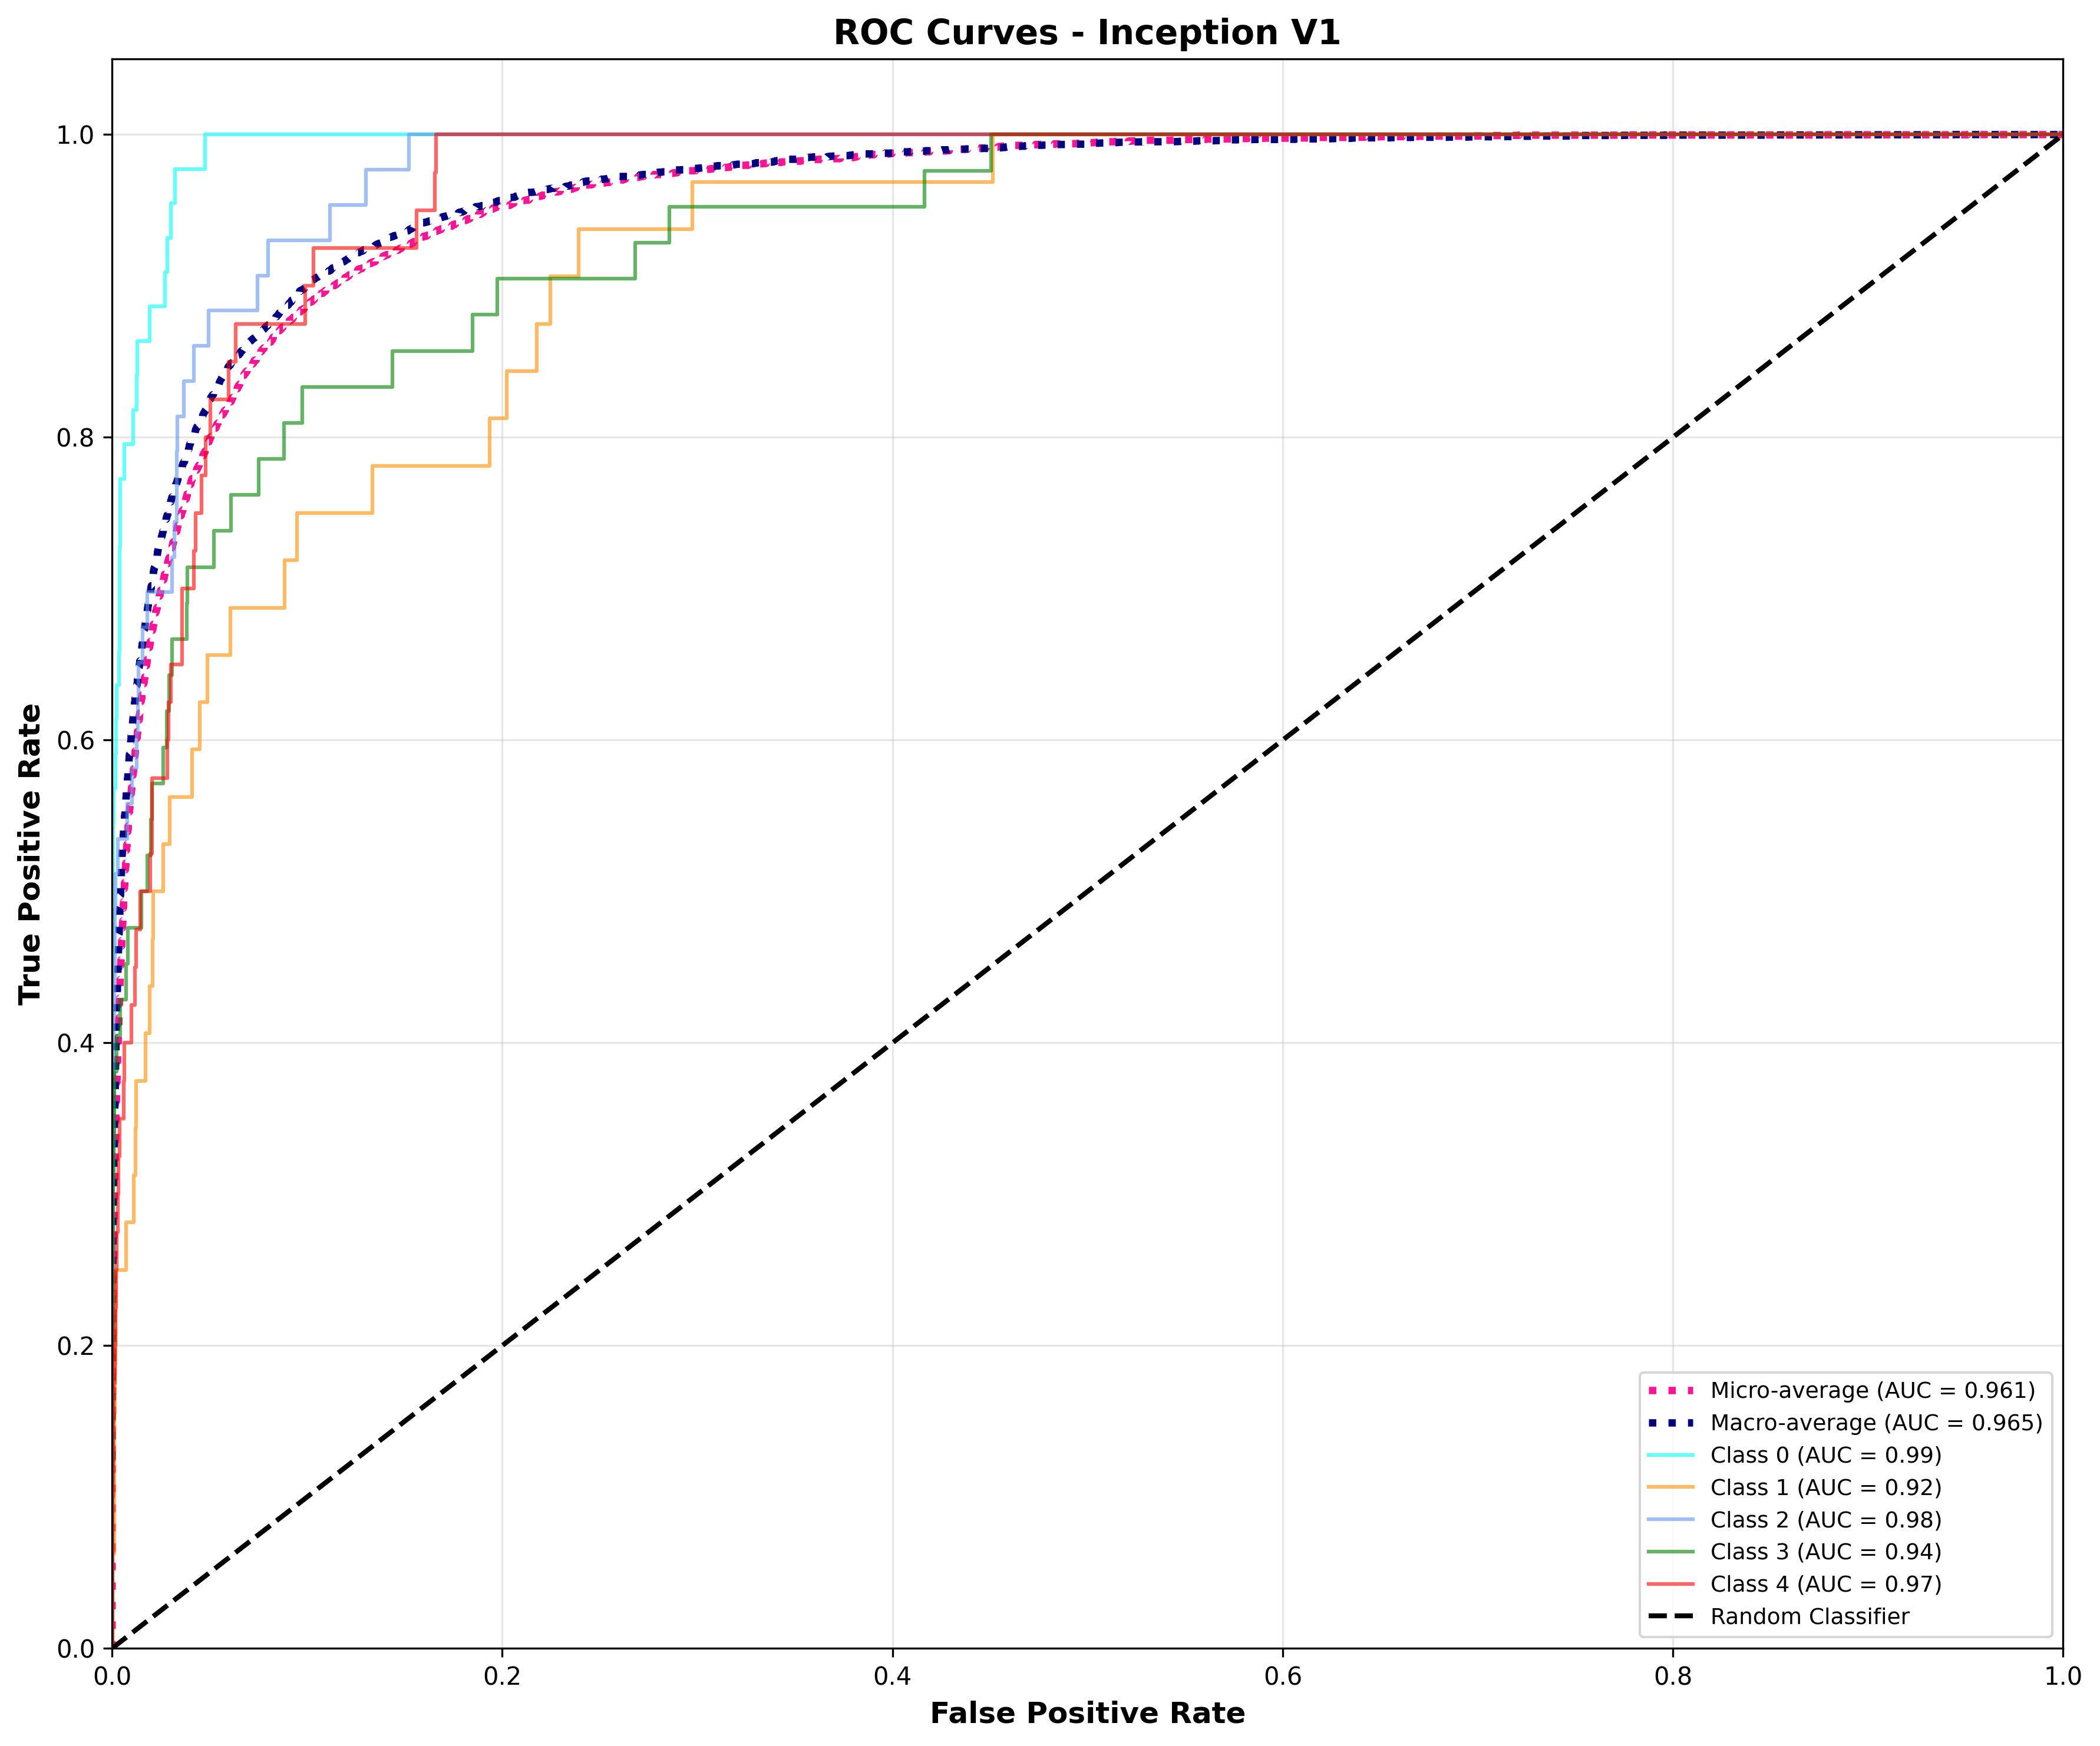 ROC Curves - Inception V1
True Positive Rate
1.0
0.8
0.6
0.4
0.2
0.0
0.0 0.2 0.4 0.6 0.8 1.0
False Positive Rate
Micro-average (AUC = 0.961)
Macro-average (AUC = 0.965)
Class 0 (AUC = 0.99)
Class 1 (AUC = 0.92)
Class 2 (AUC = 0.98)
Class 3 (AUC = 0.94)
Class 4 (AUC = 0.97)
Random Classifier